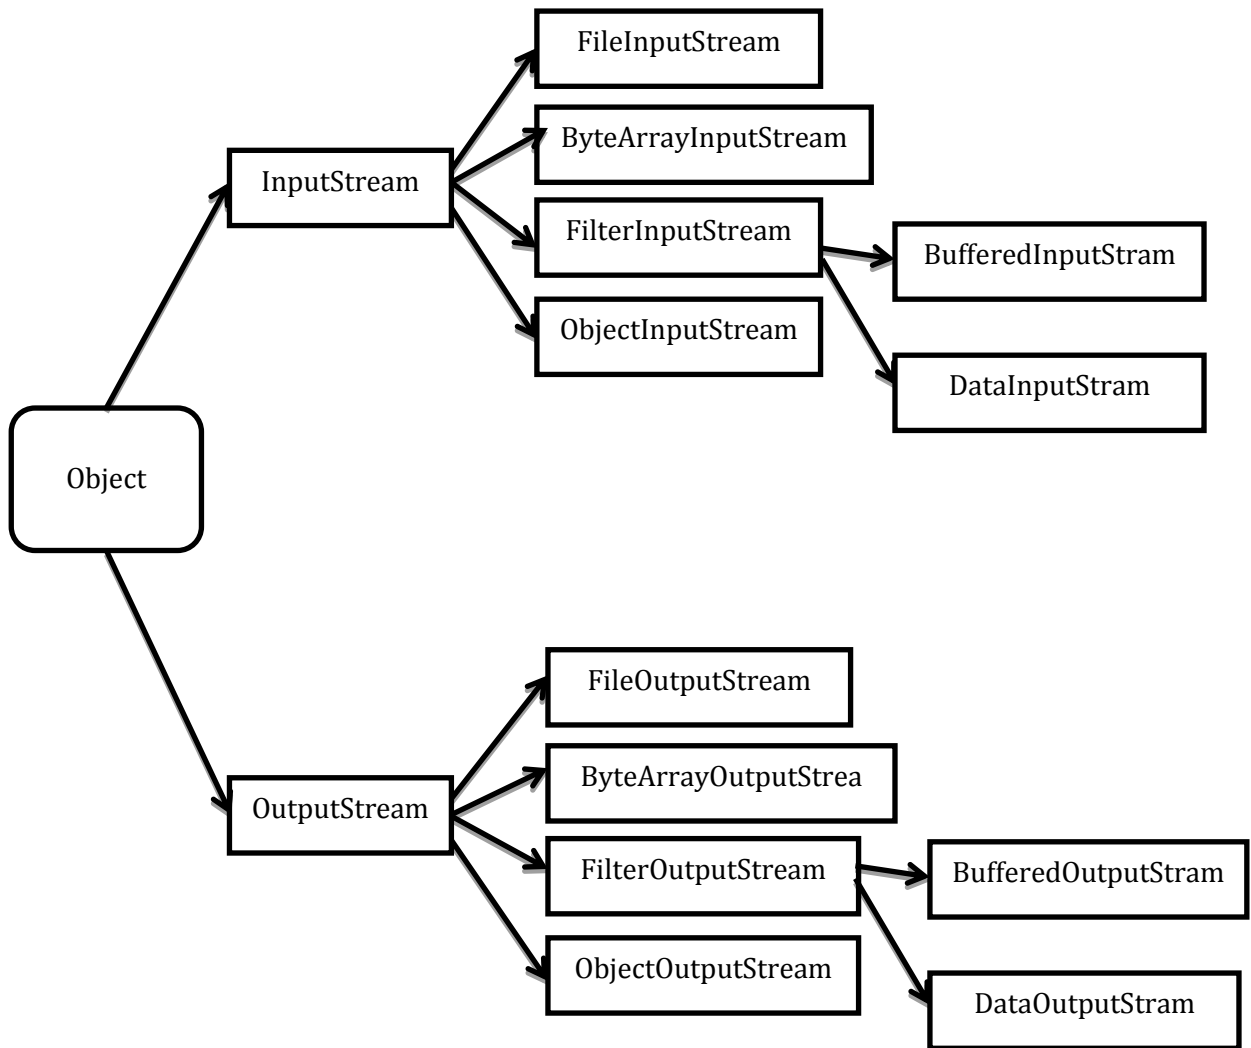 FileInputStream
ByteArrayInputStream
InputStream
FilterInputStream
BufferedInputStram
ObjectInputStream
DataInputStram
Object
FileOutputStream
ByteArrayOutputStrea
OutputStream
FilterOutputStream
BufferedOutputStram
ObjectOutputStream
DataOutputStram